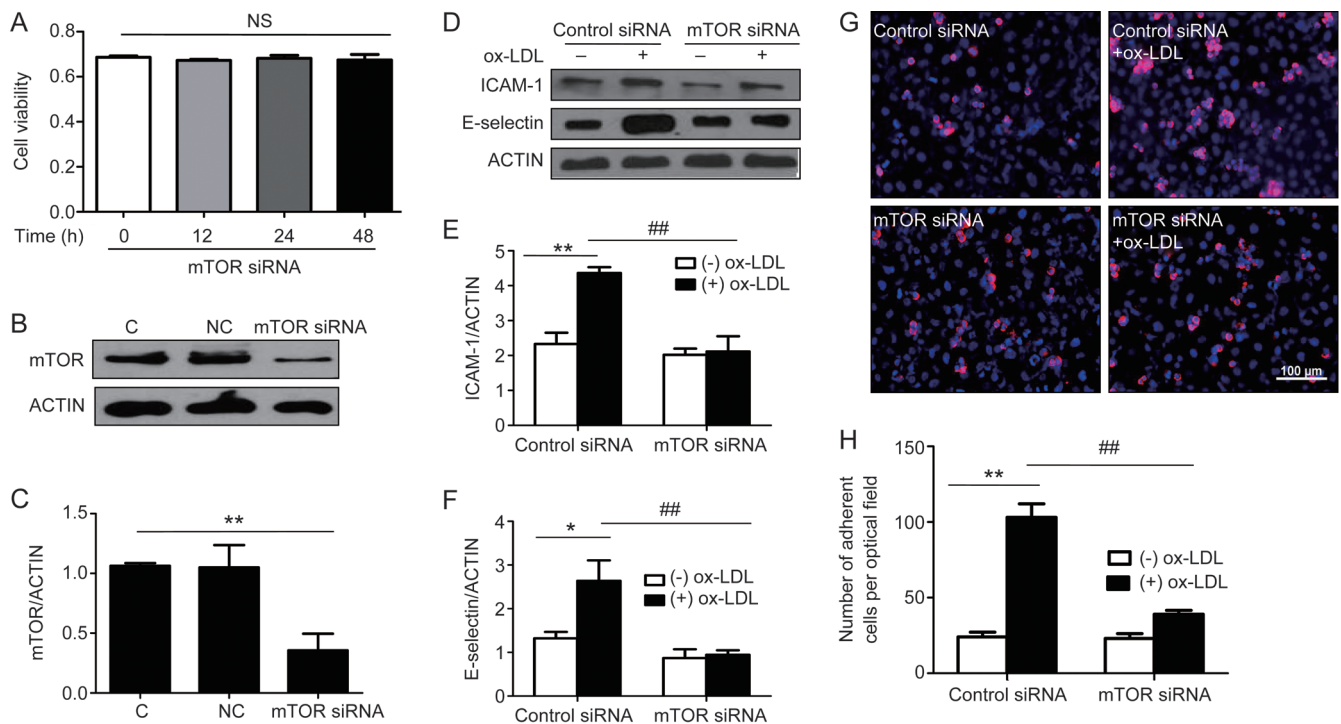 A
NS
0.8
0.6
0.4
0.2
0.0
Cell viability
Time (h) 0 12 24 48
mTOR siRNA
B
C NC mTOR siRNA
mTOR
ACTIN
C
**
1.5
1.0
0.5
0.0
mTOR/ACTIN
C NC mTOR siRNA
D
Control siRNA mTOR siRNA
ox-LDL – + – +
ICAM-1
E-selectin
ACTIN
E
##
**
5
4
3
2
1
0
ICAM-1/ACTIN
(-) ox-LDL
(+) ox-LDL
Control siRNA mTOR siRNA
F
##
*
4
3
2
1
0
E-selectin/ACTIN
(-) ox-LDL
(+) ox-LDL
Control siRNA mTOR siRNA
G
Control siRNA
Control siRNA
+ox-LDL
mTOR siRNA
mTOR siRNA
+ox-LDL
100 µm
H
##
**
150
100
50
0
Number of adherent
cells per optical field
(-) ox-LDL
(+) ox-LDL
Control siRNA mTOR siRNA